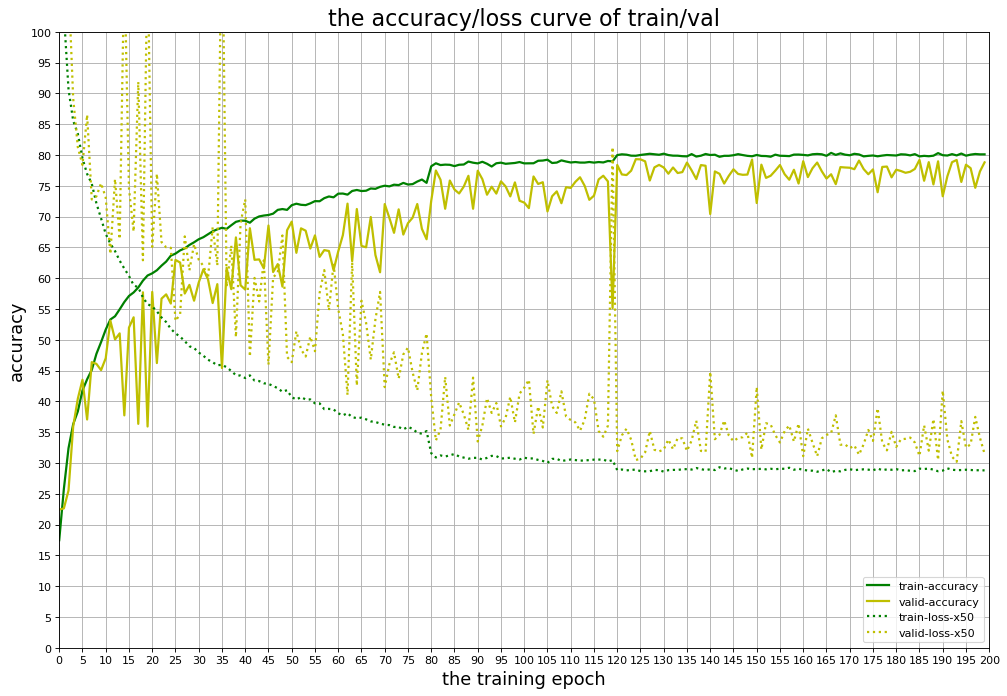 the accuracy/loss curve of train/val
100
95
90
85
80
75
70
65
60
55
50
45
40
35
30
25
20
15
10
5
0
accuracy
train-accuracy
valid-accuracy
train-loss-x50
valid-loss-x50
0 5 10 15 20 25 30 35 40 45 50 55 60 65 70 75 80 85 90 95 100 105 110 115 120 125 130 135 140 145 150 155 160 165 170 175 180 185 190 195 200
the training epoch